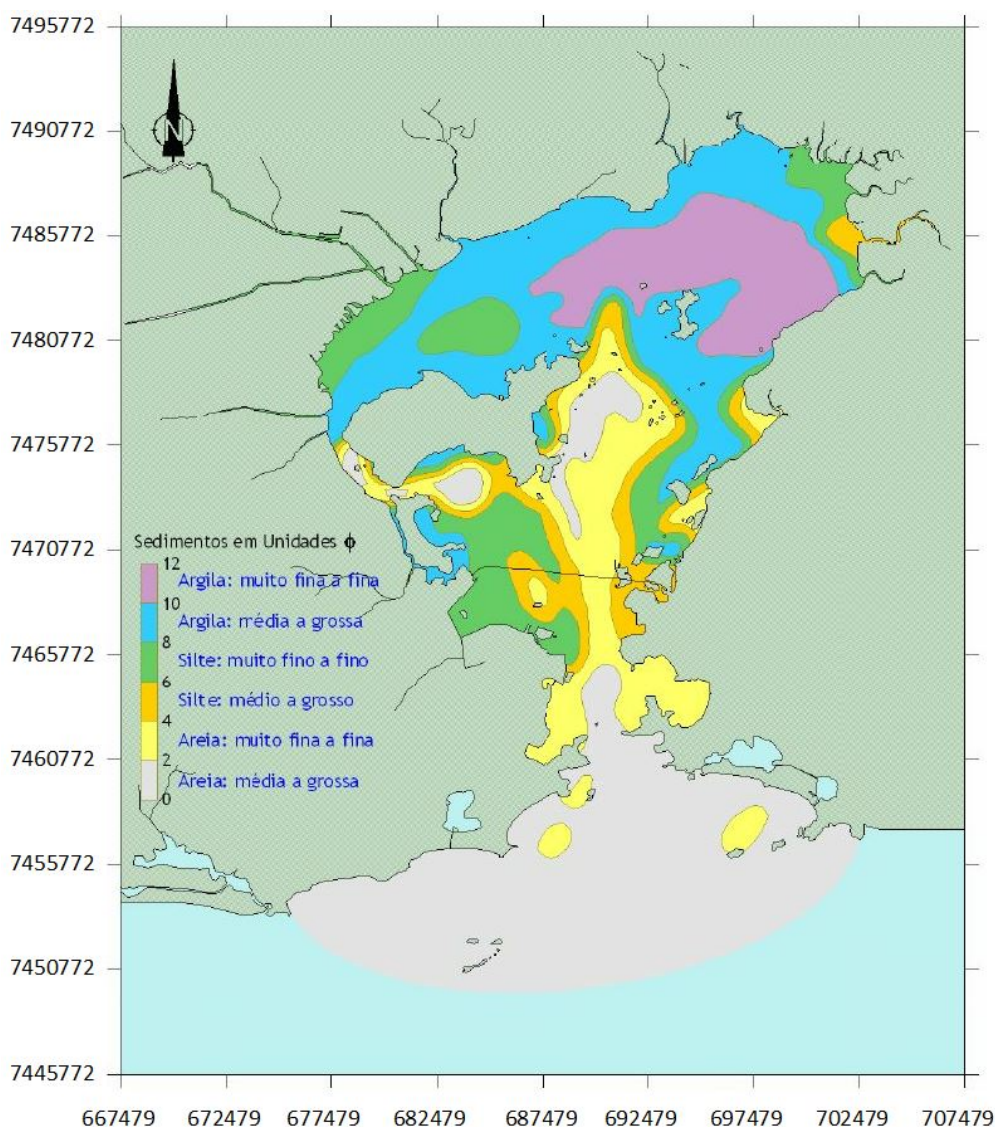 7495772
7490772
7485772
7480772
7475772
7470772
7465772
7460772
7455772
7450772
7445772
N
Sedimentos em Unidades ϕ
12
Argila: muito fina a fina
10
Argila: média a grossa
8
Silte: muito fino a fino
6
Silte: médio a grosso
4
Areia: muito fina a fina
2
Areia: média a grossa
0
667479 672479 677479 682479 687479 692479 697479 702479 707479